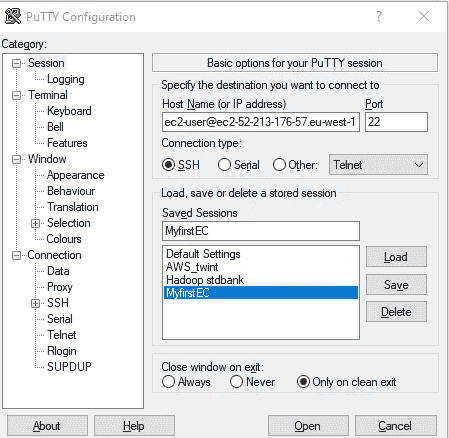 PuTTY Configuration
?
Category:
Session
Logging
Terminal
Keyboard
Bell
Features
Window
Appearance
Behaviour
Translation
Selection
Colours
Connection
Data
Proxy
SSH
Serial
Telnet
Rlogin
SUPDUP
Basic options for your PuTTY session
Specify the destination you want to connect to
Host Name (or IP address) Port
ec2-user@ec2-52-213-176-57.eu-west-1 22
Connection type:
SSH Serial Other: Telnet
Load, save or delete a stored session
Saved Sessions
MyfirstEC
Default Settings
AWS_twint
Hadoop stdbank
MyfirstEC
Load
Save
Delete
Close window on exit:
Always Never Only on clean exit
About Help Open Cancel